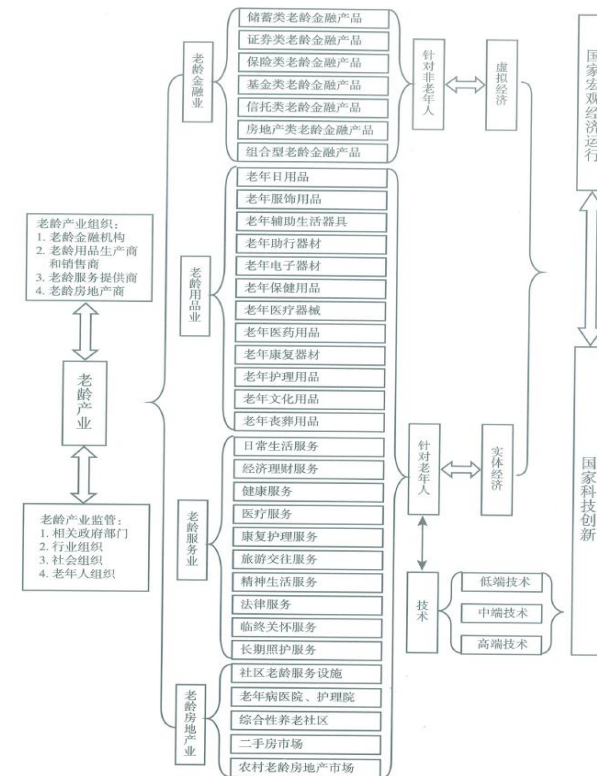 老龄产业组织：
1. 老龄金融机构
2. 老龄用品生产商
和销售商
3. 老龄服务提供商
4. 老龄房地产商
老龄产业
老龄产业监管：
1. 相关政府部门
2. 行业组织
3. 社会组织
4. 老年人组织
老龄金融业
储蓄类老龄金融产品
证券类老龄金融产品
保险类老龄金融产品
基金类老龄金融产品
信托类老龄金融产品
房地产类老龄金融产品
组合型老龄金融产品
老龄用品业
老年日用品
老年服饰用品
老年辅助生活器具
老年助行器材
老年电子器材
老年保健用品
老年医疗器械
老年医药用品
老年康复器材
老年护理用品
老年文化用品
老年丧葬用品
老龄服务业
日常生活服务
经济理财服务
健康服务
医疗服务
康复护理服务
旅游交往服务
精神生活服务
法律服务
临终关怀服务
长期照护服务
老龄房地产业
社区老龄服务设施
老年病医院、护理院
综合性养老社区
二手房市场
农村老龄房地产市场
针对非老年人
虚拟经济
针对老年人
实体经济
技术
低端技术
中端技术
高端技术
国家宏观经济运行
国家科技创新